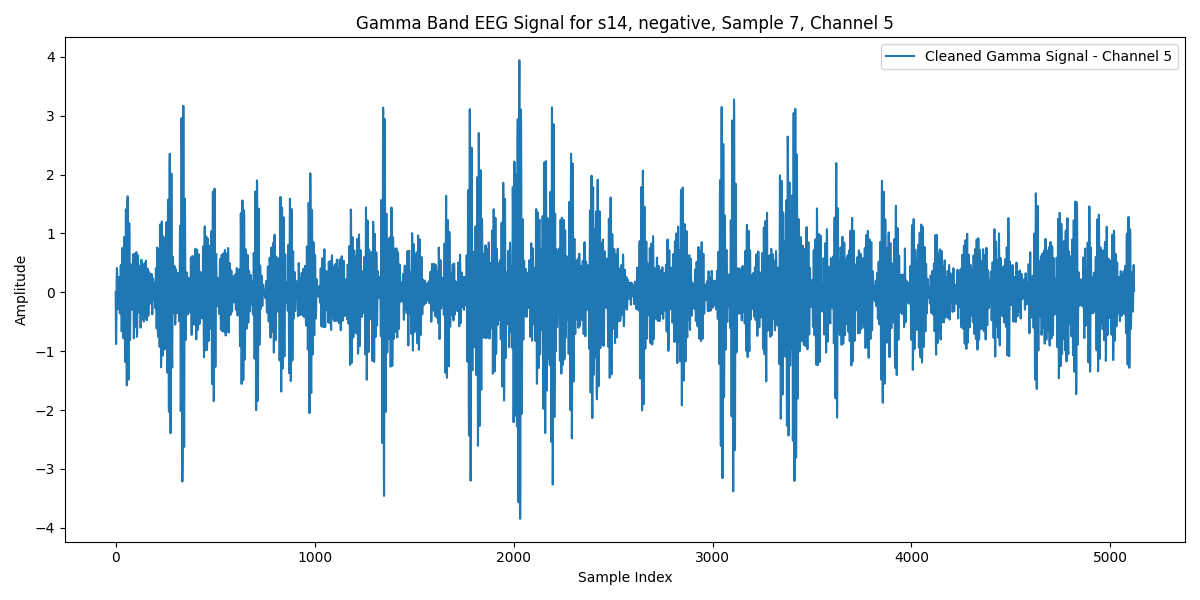 Gamma Band EEG Signal for s14, negative, Sample 7, Channel 5
Cleaned Gamma Signal - Channel 5
4
3
2
1
0
−1
−2
−3
−4
Amplitude
0 1000 2000 3000 4000 5000
Sample Index